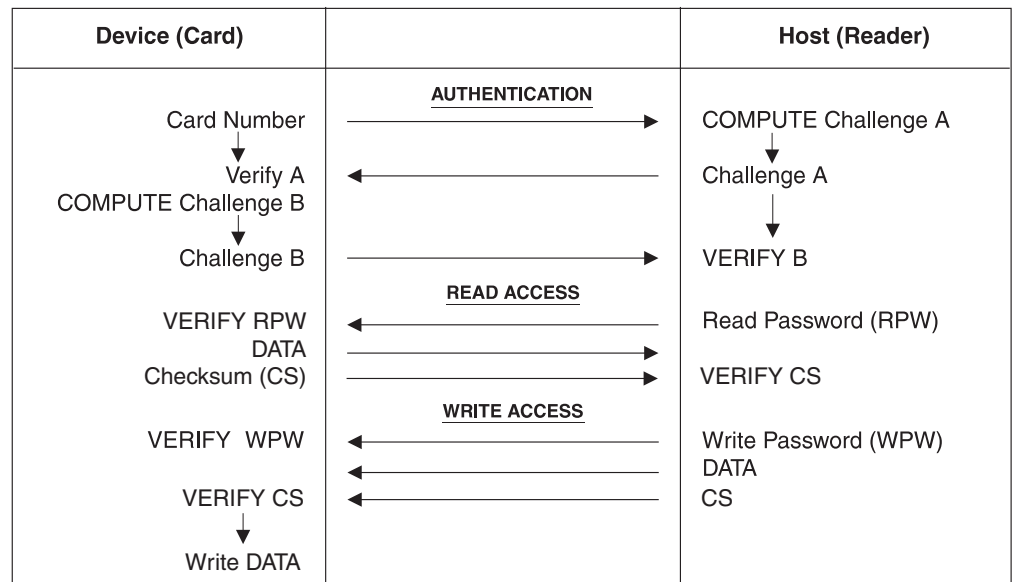 Device (Card) Host (Reader)
AUTHENTICATION
Card Number COMPUTE Challenge A
Verify A Challenge A
COMPUTE Challenge B
Challenge B VERIFY B
READ ACCESS
VERIFY RPW Read Password (RPW)
DATA
Checksum (CS) VERIFY CS
WRITE ACCESS
VERIFY WPW Write Password (WPW)
DATA
VERIFY CS CS
Write DATA